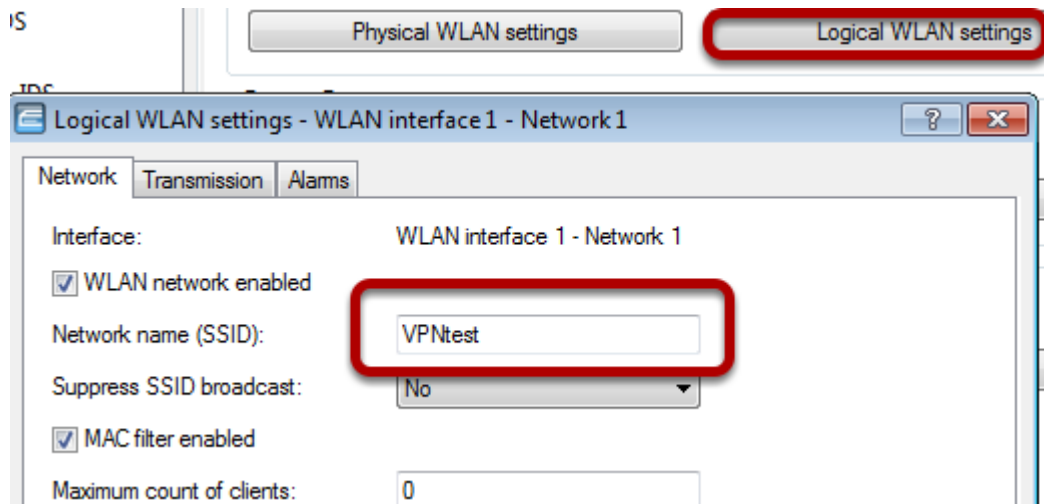 Physical WLAN settings Logical WLAN settings
Logical WLAN settings - WLAN interface 1 - Network 1
Network Transmission Alarms
Interface: WLAN interface 1 - Network 1
WLAN network enabled
Network name (SSID): VPNtest
Suppress SSID broadcast: No
MAC filter enabled
Maximum count of clients: 0